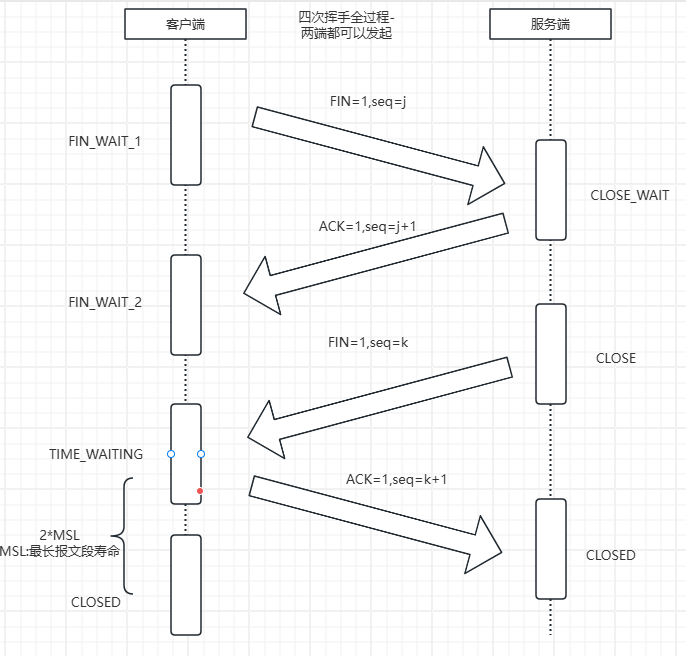 客户端
四次挥手全过程-
两端都可以发起
服务端
FIN=1,seq=j
FIN_WAIT_1
CLOSE_WAIT
ACK=1,seq=j+1
FIN_WAIT_2
FIN=1,seq=k
CLOSE
TIME_WAITING
ACK=1,seq=k+1
2*MSL
MSL:最长报文段寿命
CLOSED
CLOSED